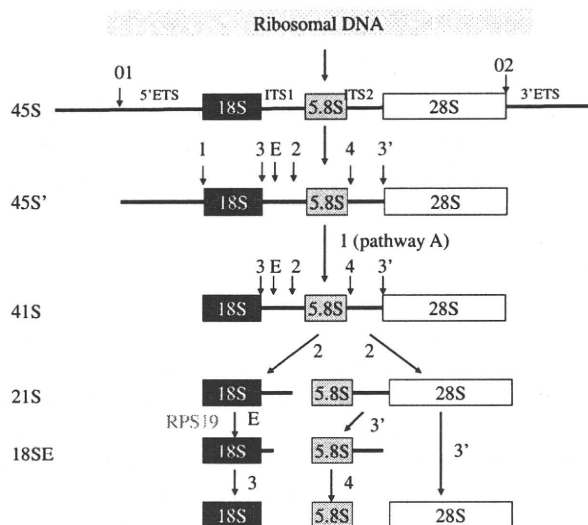 Ribosomal DNA
01 02
5'ETS ITS1 ITS2 3'ETS
45S 18S 5.8S 28S
1 3 E 2 4 3'
45S' 18S 5.8S 28S
1 (pathway A)
3 E 2 4 3'
41S 18S 5.8S 28S
2 2
21S 18S 5.8S 28S
RPS19 E 3'
18SE 18S 5.8S 3'
3 4
18S 5.8S 28S